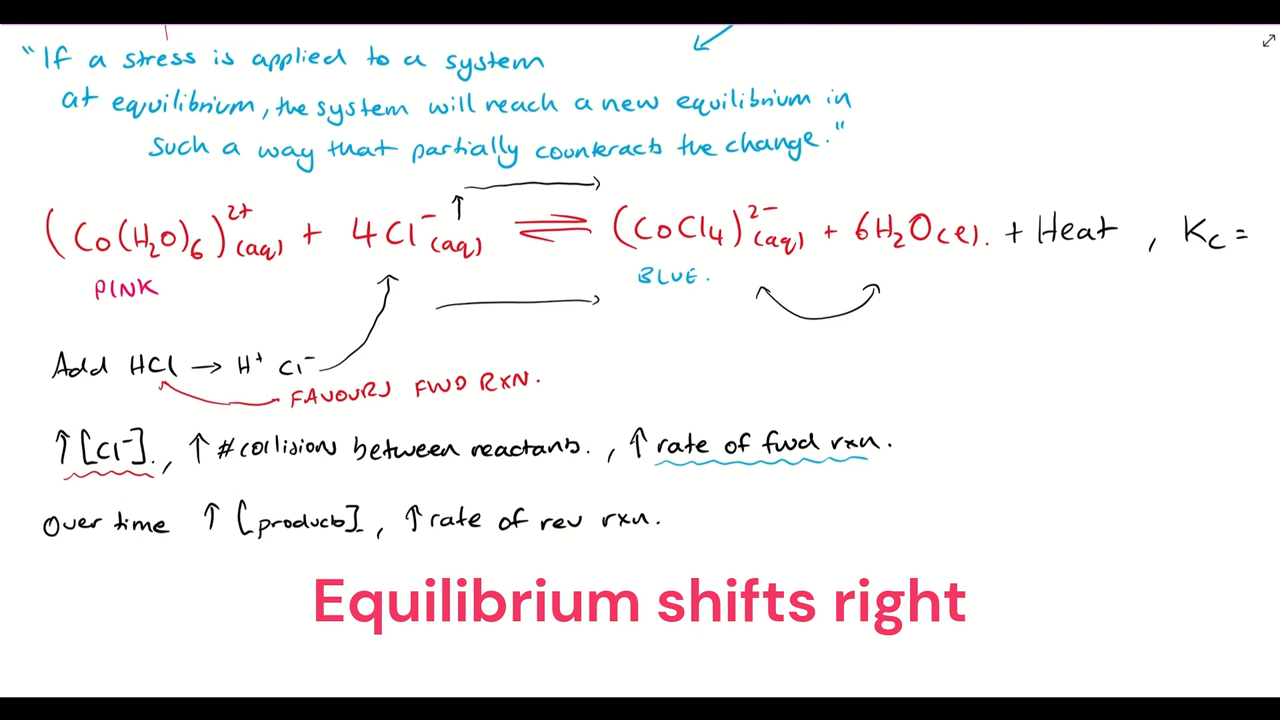 "If a stress is applied to a system
at equilibrium, the system will reach a new equilibrium in
such a way that partially counteracts the change."
(Co(H₂O)₆)²⁺(aq) + 4Cl⁻(aq) ⇌ (CoCl₄)²⁻(aq) + 6H₂O(l). + Heat , Kc =
PINK BLUE.
Add HCl → H⁺ Cl⁻
FAVOURS FWD RXN.
↑ [Cl⁻]. , ↑ # collision between reactants. , ↑ rate of fwd rxn.
Over time ↑ [products]. , ↑ rate of rev rxn.
Equilibrium shifts right